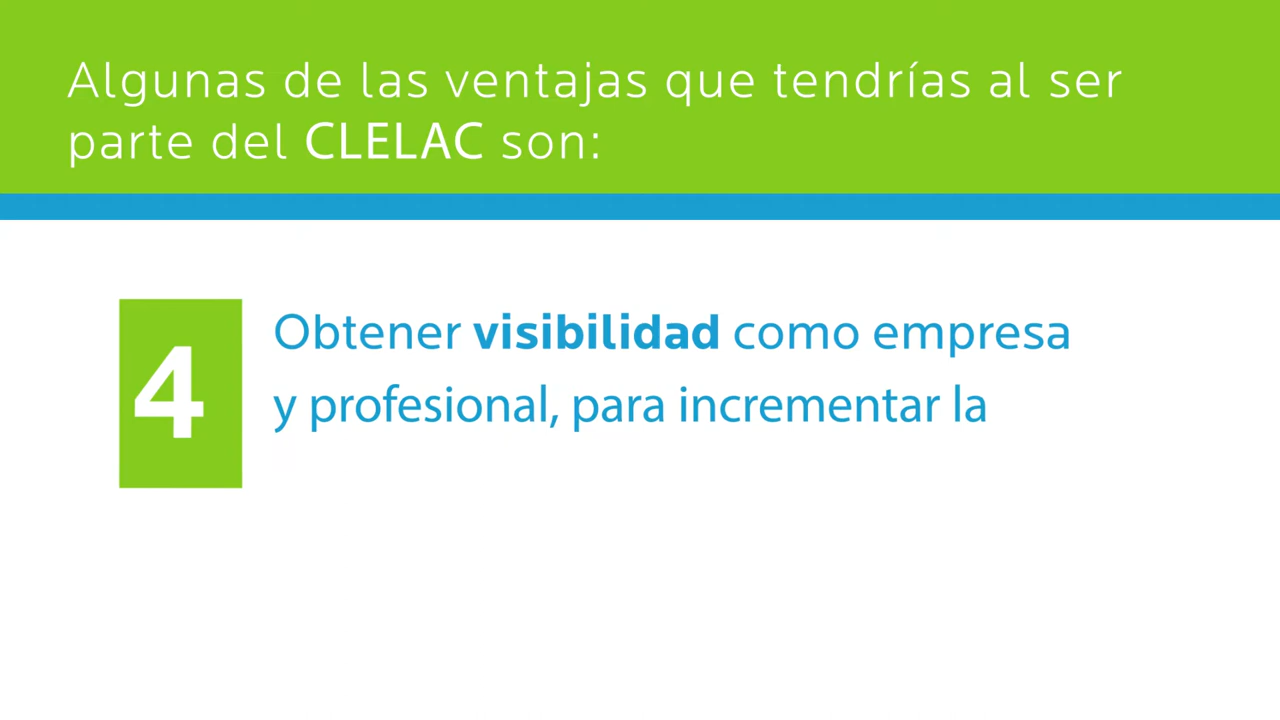 Algunas de las ventajas que tendrías al ser
parte del CLELAC son:
4
Obtener visibilidad como empresa
y profesional, para incrementar la